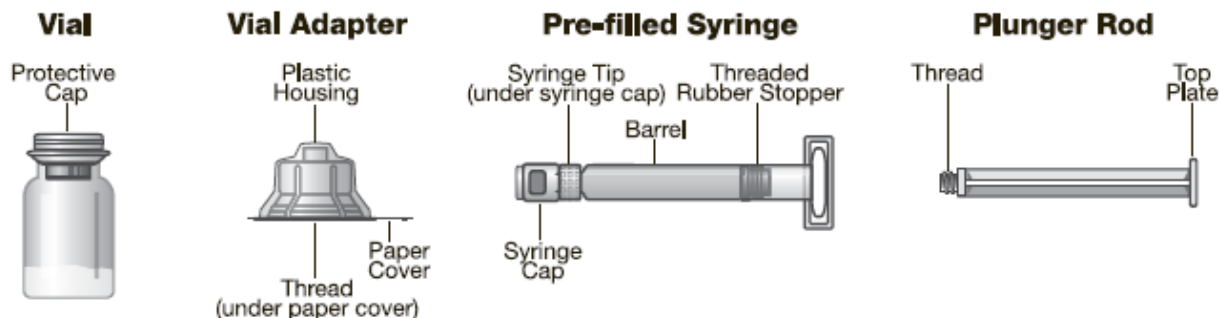 Vial
Vial Adapter
Pre-filled Syringe
Plunger Rod
Protective
Cap
Plastic
Housing
Syringe Tip
(under syringe cap)
Threaded
Rubber Stopper
Barrel
Thread
Top
Plate
Paper
Cover
Thread
(under paper cover)
Syringe
Cap